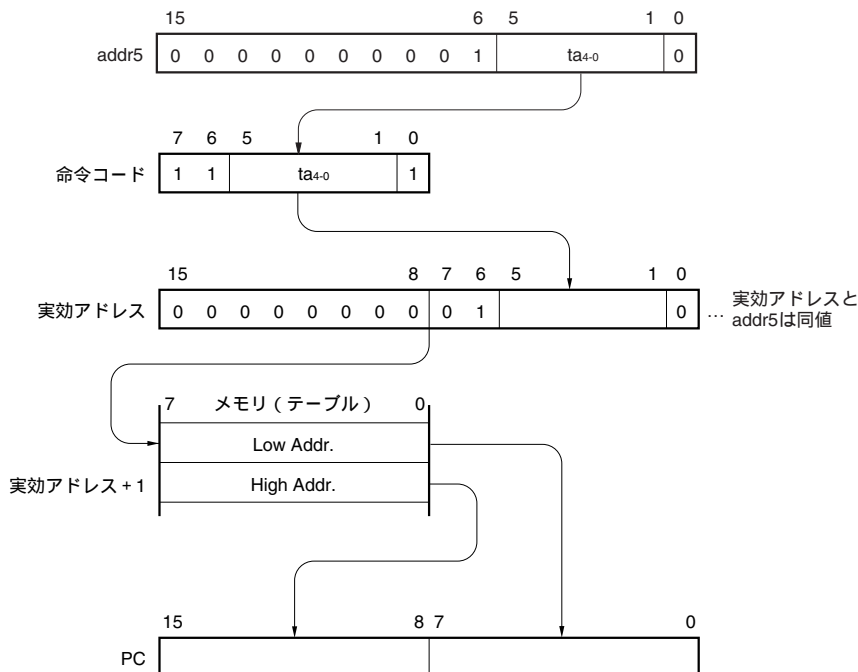 15 6 5 1 0
addr5 0 0 0 0 0 0 0 0 0 1 ta4-0 0
7 6 5 1 0
命令コード 1 1 ta4-0 1
15 8 7 6 5 1 0
実効アドレス 0 0 0 0 0 0 0 0 0 1 0 … 実効アドレスと
addr5は同値
7 メモリ（テーブル） 0
Low Addr.
実効アドレス+1 High Addr.
15 8 7 0
PC